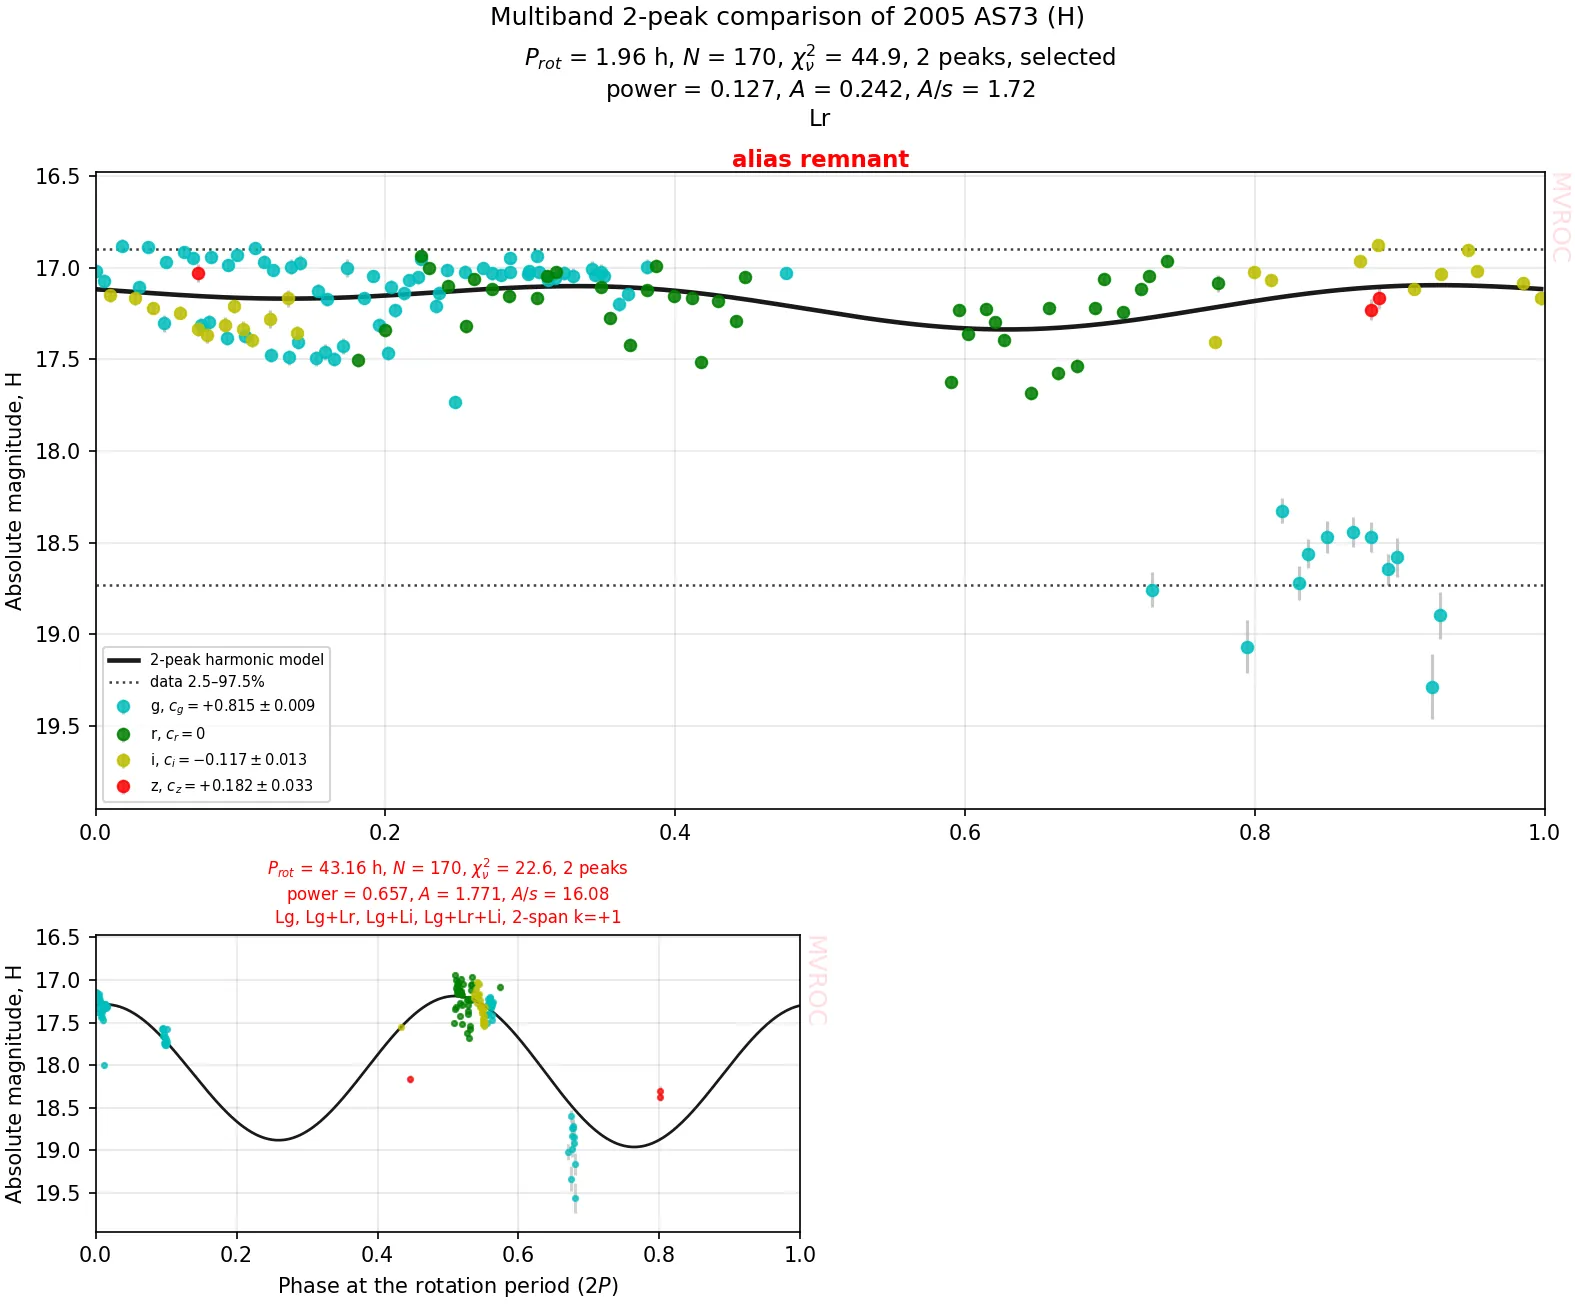 Multiband 2-peak comparison of 2005 AS73 (H)
P_rot = 1.96 h, N = 170, χ²_ν = 44.9, 2 peaks, selected
power = 0.127, A = 0.242, A/s = 1.72
Lr
alias remnant
MVROC
16.5
17.0
17.5
18.0
18.5
19.0
19.5
Absolute magnitude, H
2-peak harmonic model
data 2.5–97.5%
g, c_g = +0.815 ± 0.009
r, c_r = 0
i, c_i = −0.117 ± 0.013
z, c_z = +0.182 ± 0.033
0.0 0.2 0.4 0.6 0.8 1.0
P_rot = 43.16 h, N = 170, χ²_ν = 22.6, 2 peaks
power = 0.657, A = 1.771, A/s = 16.08
Lg, Lg+Lr, Lg+Li, Lg+Lr+Li, 2-span k=+1
MVROC
16.5
17.0
17.5
18.0
18.5
19.0
19.5
Absolute magnitude, H
0.0 0.2 0.4 0.6 0.8 1.0
Phase at the rotation period (2P)